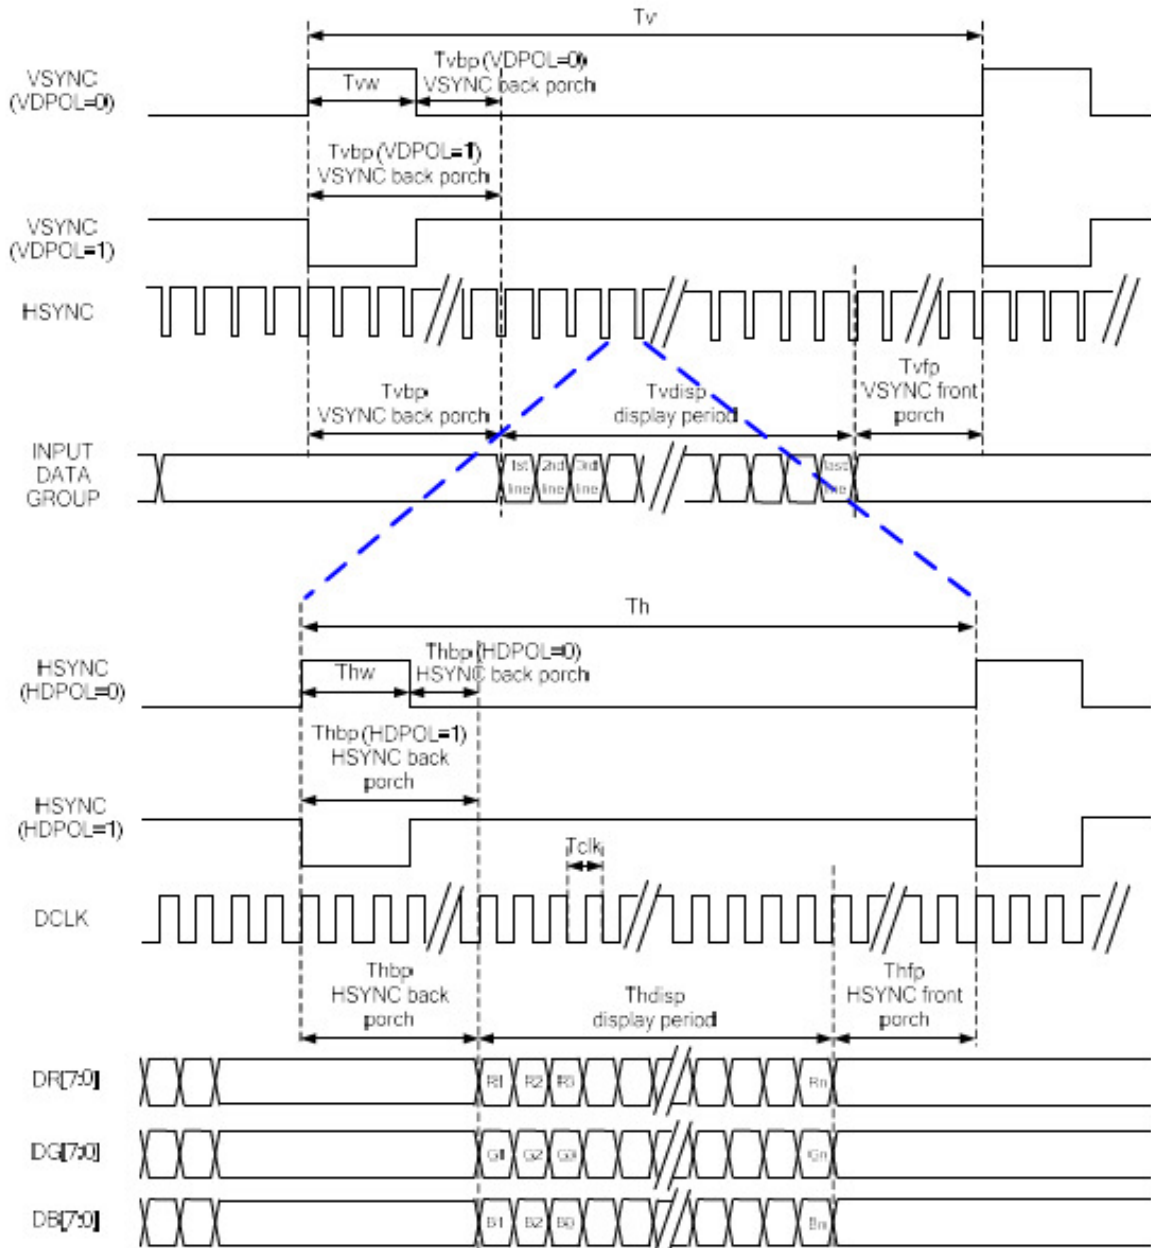 Tv
VSYNC
(VDPOL=0)
Tvw
Tvbp (VDPOL=0)
VSYNC back porch
Tvbp (VDPOL=1)
VSYNC back porch
VSYNC
(VDPOL=1)
HSYNC
Tvbp
VSYNC back porch
Tvdisp
display period
Tvfp
VSYNC front
porch
INPUT
DATA
GROUP
1st
line
2nd
line
3rd
line
last
line
Th
HSYNC
(HDPOL=0)
Thw
Thbp (HDPOL=0)
HSYNC back porch
Thbp (HDPOL=1)
HSYNC back
porch
HSYNC
(HDPOL=1)
Tclk
DCLK
Thbp
HSYNC back
porch
Thdisp
display period
Thfp
HSYNC front
porch
DR[7:0]
R1 R2 R3 Rn
DG[7:0]
G1 G2 G3 Gn
DB[7:0]
B1 B2 B3 Bn